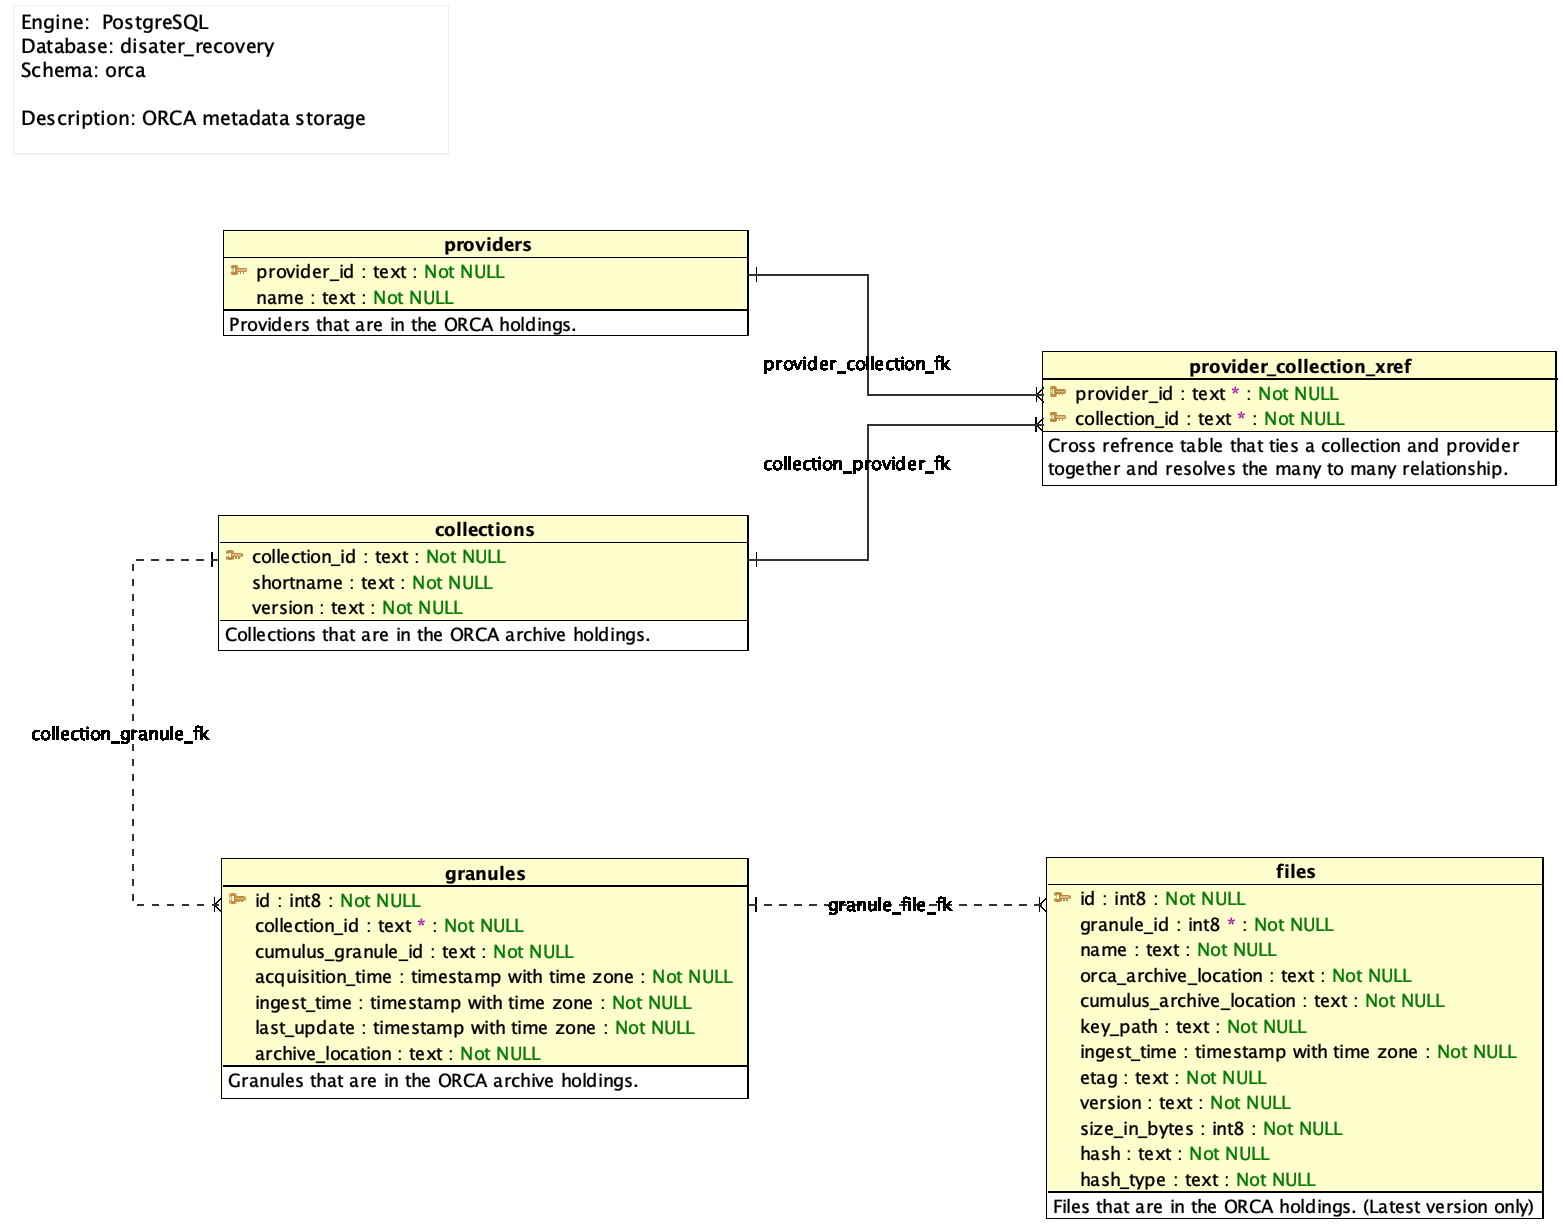 Engine:  PostgreSQL
Database: disater_recovery
Schema: orca
Description: ORCA metadata storage
providers
provider_id : text : Not NULL
name : text : Not NULL
Providers that are in the ORCA holdings.
provider_collection_fk
provider_collection_xref
provider_id : text * : Not NULL
collection_id : text * : Not NULL
Cross refrence table that ties a collection and provider
together and resolves the many to many relationship.
collection_provider_fk
collections
collection_id : text : Not NULL
shortname : text : Not NULL
version : text : Not NULL
Collections that are in the ORCA archive holdings.
collection_granule_fk
granules
id : int8 : Not NULL
collection_id : text * : Not NULL
cumulus_granule_id : text : Not NULL
acquisition_time : timestamp with time zone : Not NULL
ingest_time : timestamp with time zone : Not NULL
last_update : timestamp with time zone : Not NULL
archive_location : text : Not NULL
Granules that are in the ORCA archive holdings.
granule_file_fk
files
id : int8 : Not NULL
granule_id : int8 * : Not NULL
name : text : Not NULL
orca_archive_location : text : Not NULL
cumulus_archive_location : text : Not NULL
key_path : text : Not NULL
ingest_time : timestamp with time zone : Not NULL
etag : text : Not NULL
version : text : Not NULL
size_in_bytes : int8 : Not NULL
hash : text : Not NULL
hash_type : text : Not NULL
Files that are in the ORCA holdings. (Latest version only)